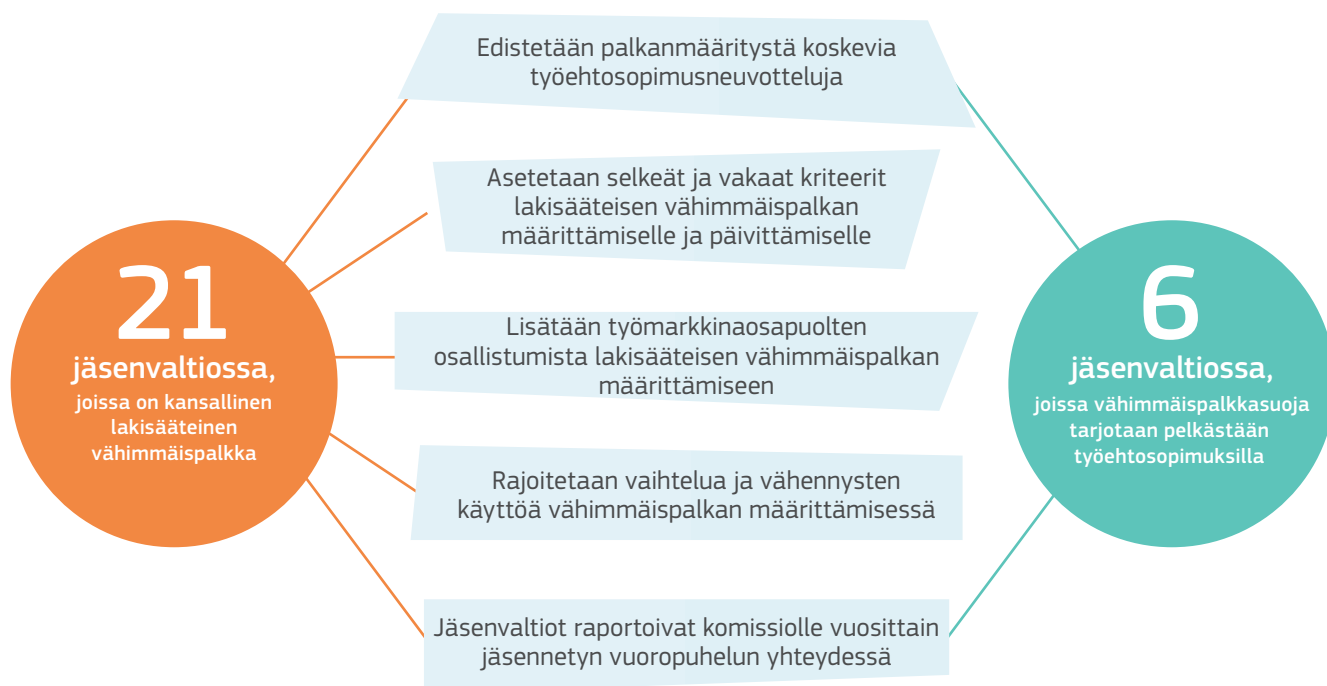 Edistetään palkanmääritystä koskevia
työehtosopimusneuvotteluja
Asetetaan selkeät ja vakaat kriteerit
lakisääteisen vähimmäispalkan
määrittämiselle ja päivittämiselle
21
jäsenvaltiossa,
joissa on kansallinen
lakisääteinen
vähimmäispalkka
Lisätään työmarkkinaosapuolten
osallistumista lakisääteisen vähimmäispalkan
määrittämiseen
6
jäsenvaltiossa,
joissa vähimmäispalkkasuoja
tarjotaan pelkästään
työehtosopimuksilla
Rajoitetaan vaihtelua ja vähennysten
käyttöä vähimmäispalkan määrittämisessä
Jäsenvaltiot raportoivat komissiolle vuosittain
jäsennetyn vuoropuhelun yhteydessä